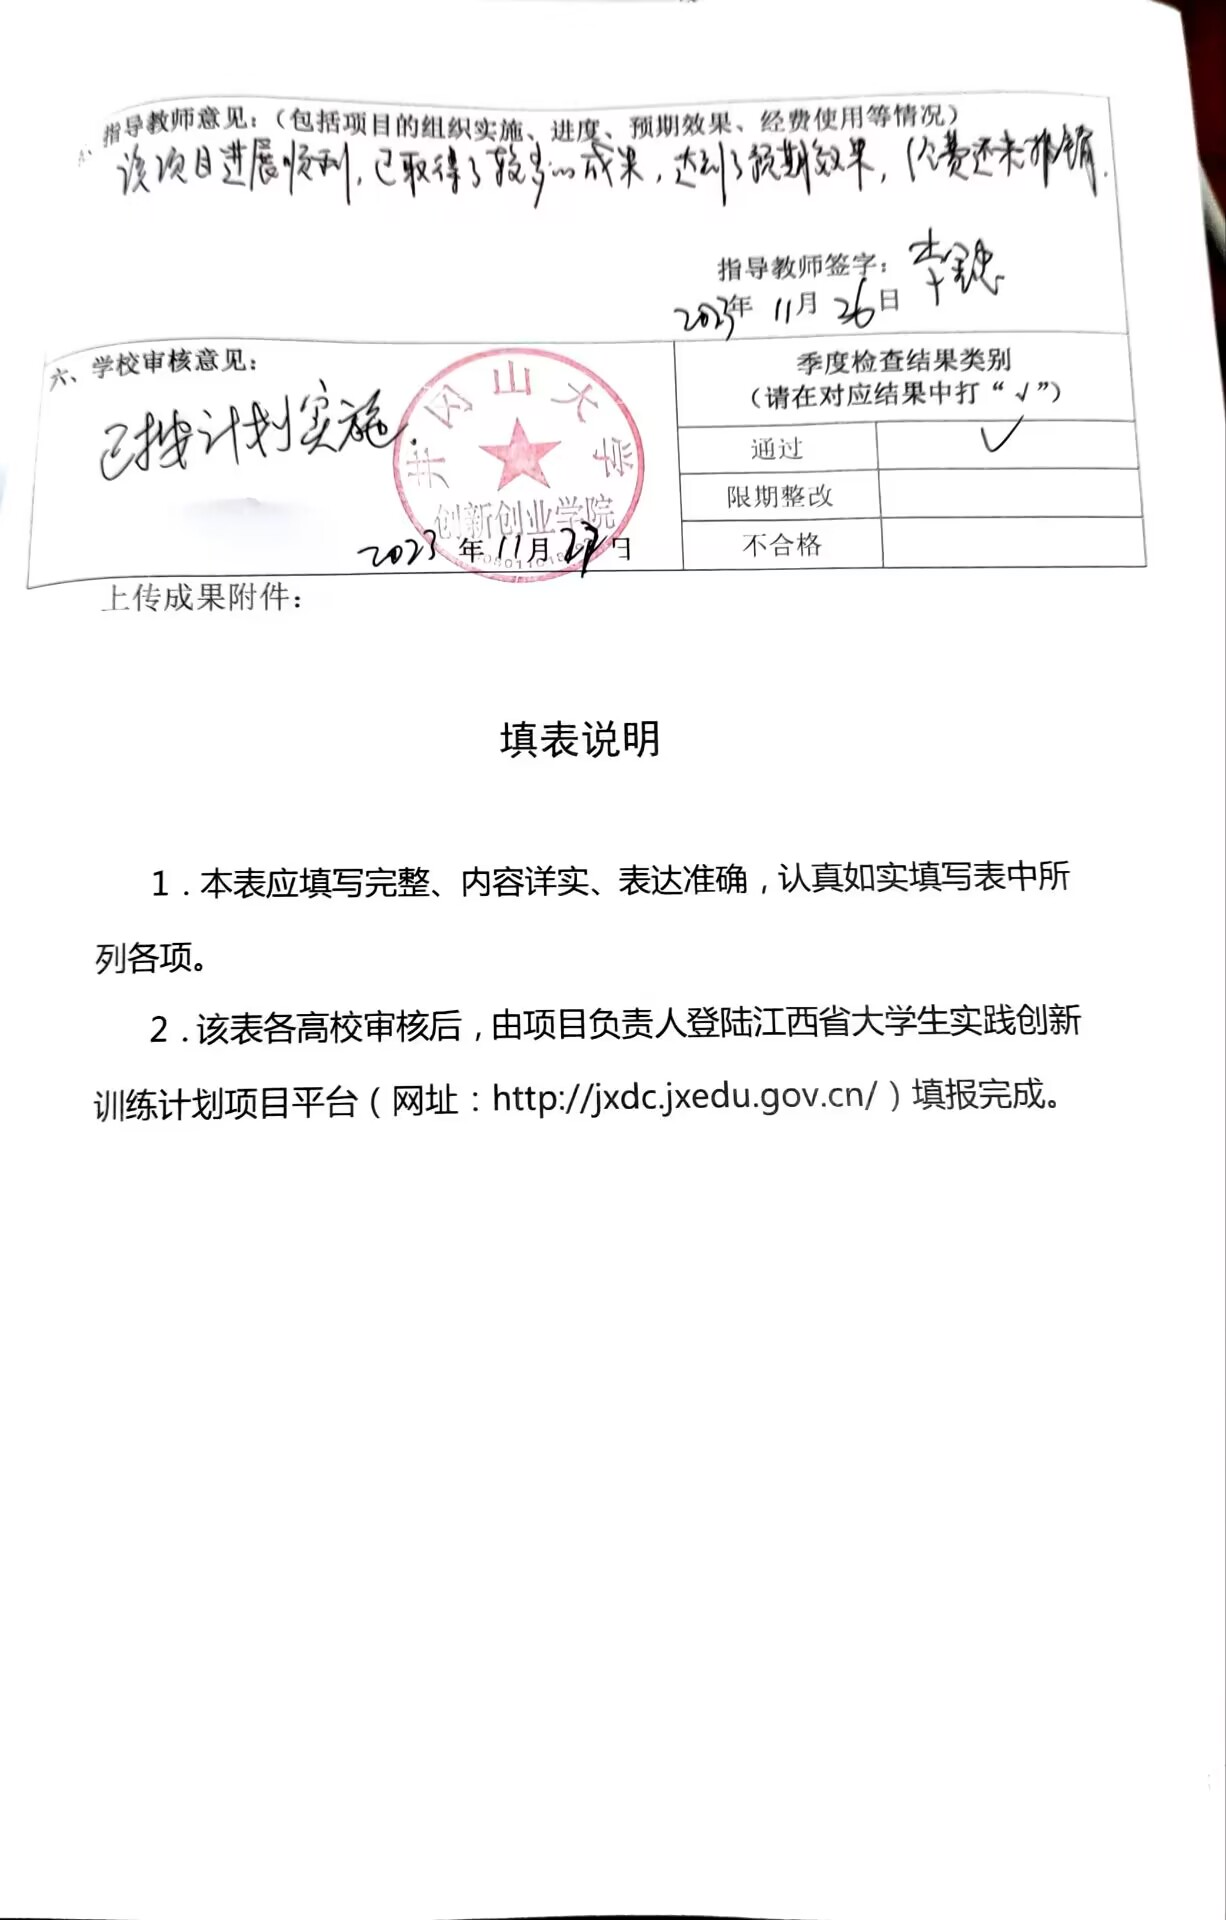 指导教师意见：（包括项目的组织实施、进度、预期效果、经费使用等情况）
该项目进展顺利，已取得了较多的成果，达到了预期效果，经费还未报销.
指导教师签字：
2023年 11月 26日
六、学校审核意见：
已按计划实施.
井冈山大学
创新创业学院
2023 年 11月 27日
季度检查结果类别
（请在对应结果中打“√”）
通过 √
限期整改
不合格
上传成果附件：
填表说明
1．本表应填写完整、内容详实、表达准确，认真如实填写表中所
列各项。
2．该表各高校审核后，由项目负责人登陆江西省大学生实践创新
训练计划项目平台（网址：http://jxdc.jxedu.gov.cn/）填报完成。